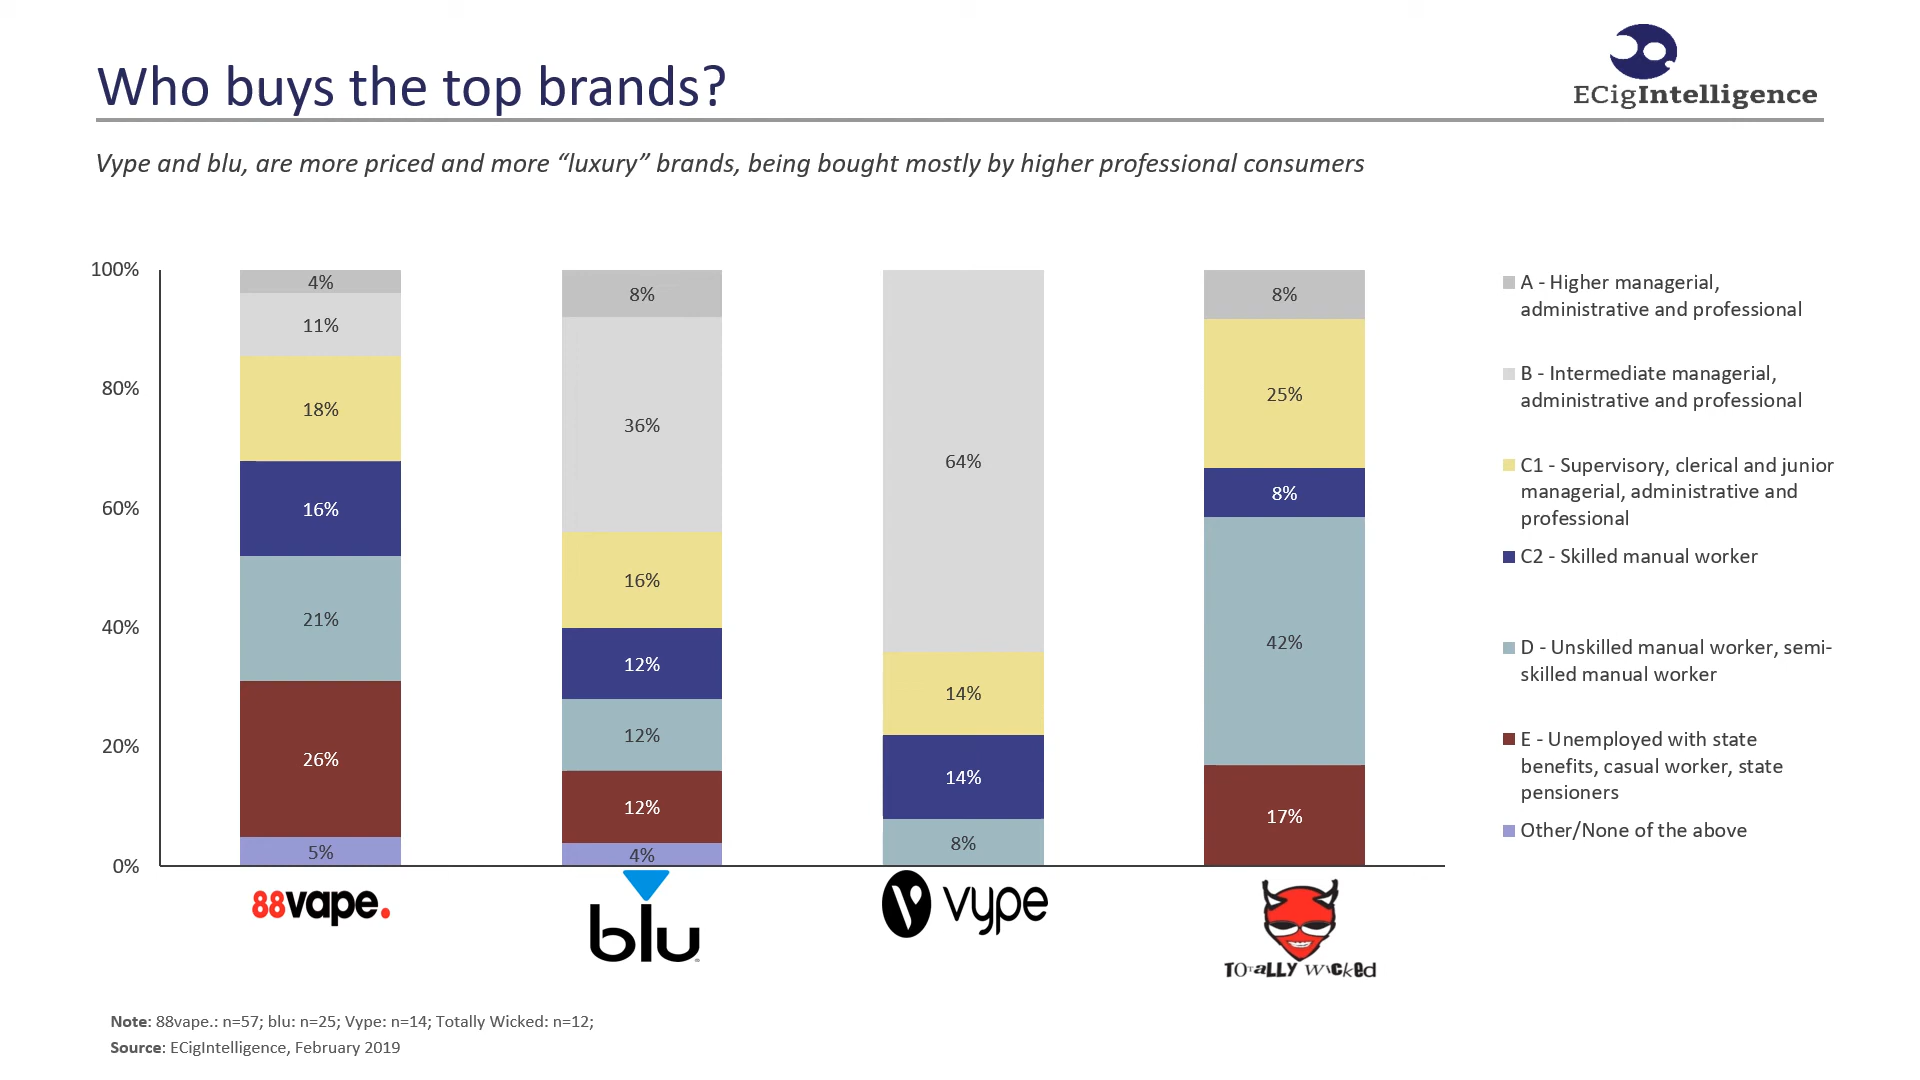 Who buys the top brands?
ECigIntelligence
Vype and blu, are more priced and more “luxury” brands, being bought mostly by higher professional consumers
100%
80%
60%
40%
20%
0%
4%
11%
18%
16%
21%
26%
5%
8%
36%
16%
12%
12%
12%
4%
64%
14%
14%
8%
8%
25%
8%
42%
17%
A - Higher managerial,
administrative and professional
B - Intermediate managerial,
administrative and professional
C1 - Supervisory, clerical and junior
managerial, administrative and
professional
C2 - Skilled manual worker
D - Unskilled manual worker, semi-
skilled manual worker
E - Unemployed with state
benefits, casual worker, state
pensioners
Other/None of the above
88vape.
blu
vype
TOTALLY WICKED
Note: 88vape.: n=57; blu: n=25; Vype: n=14; Totally Wicked: n=12;
Source: ECigIntelligence, February 2019